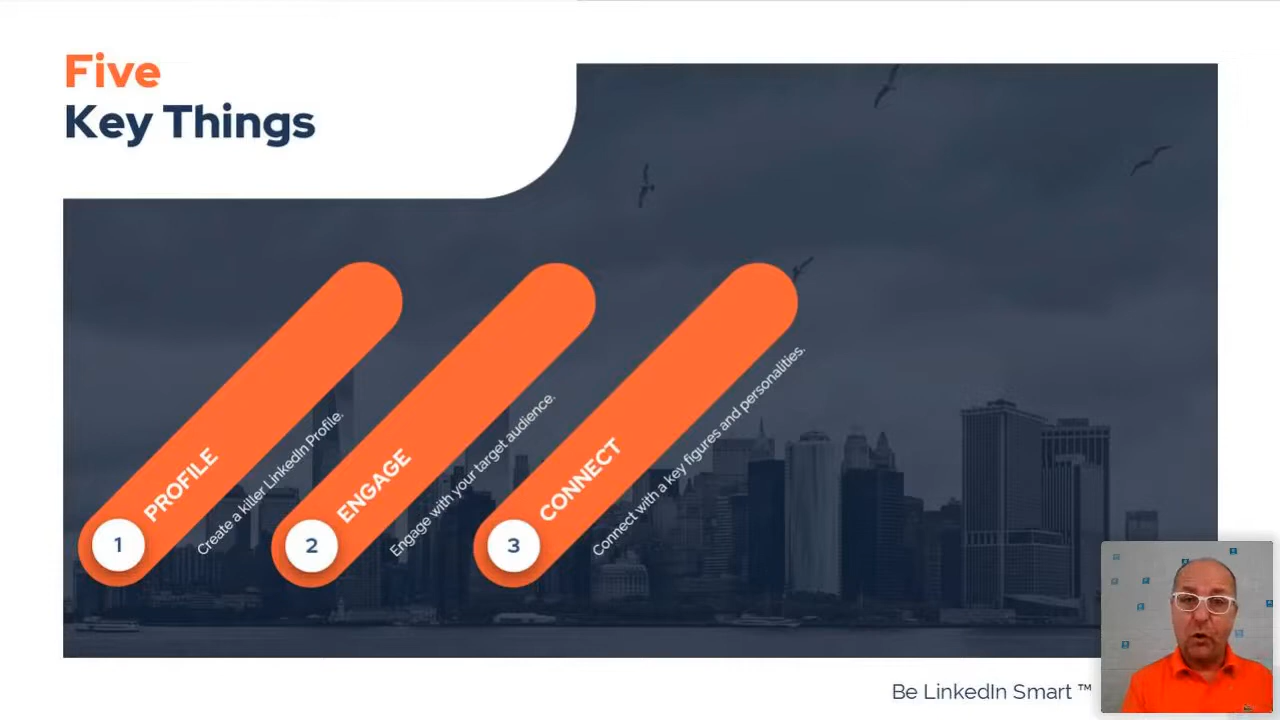 Five
Key Things
1
PROFILE
Create a killer LinkedIn Profile.
2
ENGAGE
Engage with your target audience.
3
CONNECT
Connect with a key figures and personalities.
Be LinkedIn Smart ™